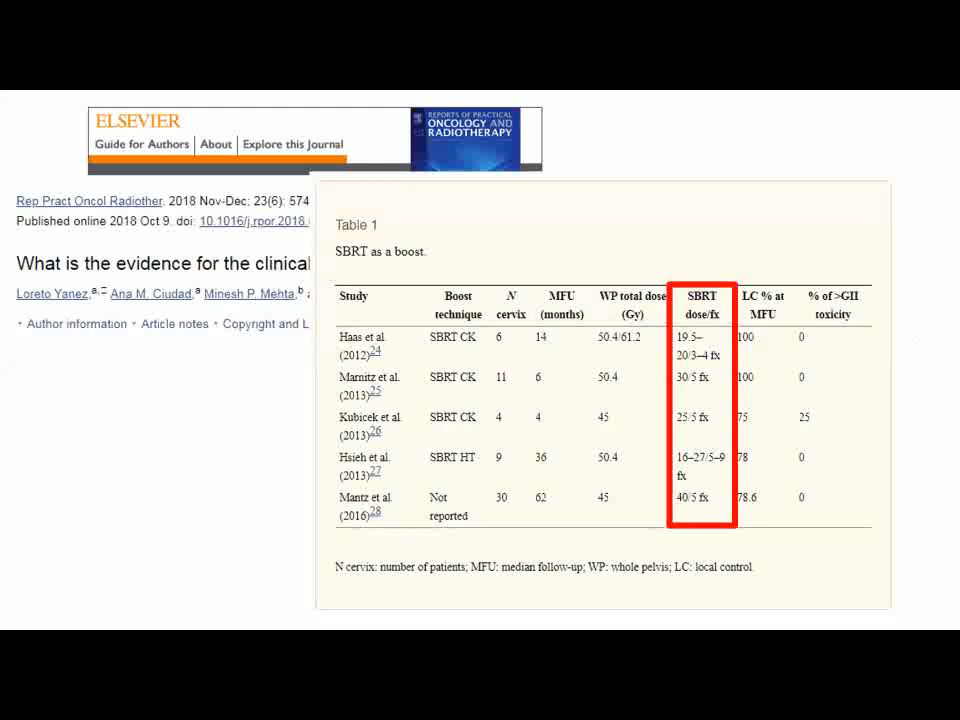 ELSEVIER
Guide for Authors | About | Explore this Journal
REPORTS OF PRACTICAL
ONCOLOGY AND
RADIOTHERAPY
Rep Pract Oncol Radiother. 2018 Nov-Dec; 23(6): 574
Published online 2018 Oct 9. doi: 10.1016/j.rpor.2018.
What is the evidence for the clinical
Loreto Yanez,a,⁎ Ana M. Ciudad,a Minesh P. Mehta,b
Author information Article notes Copyright and L
Table 1
SBRT as a boost.
Study Boost technique N cervix MFU (months) WP total dose (Gy) SBRT dose/fx LC % at MFU % of >GII toxicity
Haas et al. (2012)24 SBRT CK 6 14 50.4/61.2 19.5–20/3–4 fx 100 0
Marnitz et al. (2013)25 SBRT CK 11 6 50.4 30/5 fx 100 0
Kubicek et al. (2013)26 SBRT CK 4 4 45 25/5 fx 75 25
Hsieh et al. (2013)27 SBRT HT 9 36 50.4 16–27/5–9 fx 78 0
Mantz et al. (2016)28 Not reported 30 62 45 40/5 fx 78.6 0
N cervix: number of patients; MFU: median follow-up; WP: whole pelvis; LC: local control.